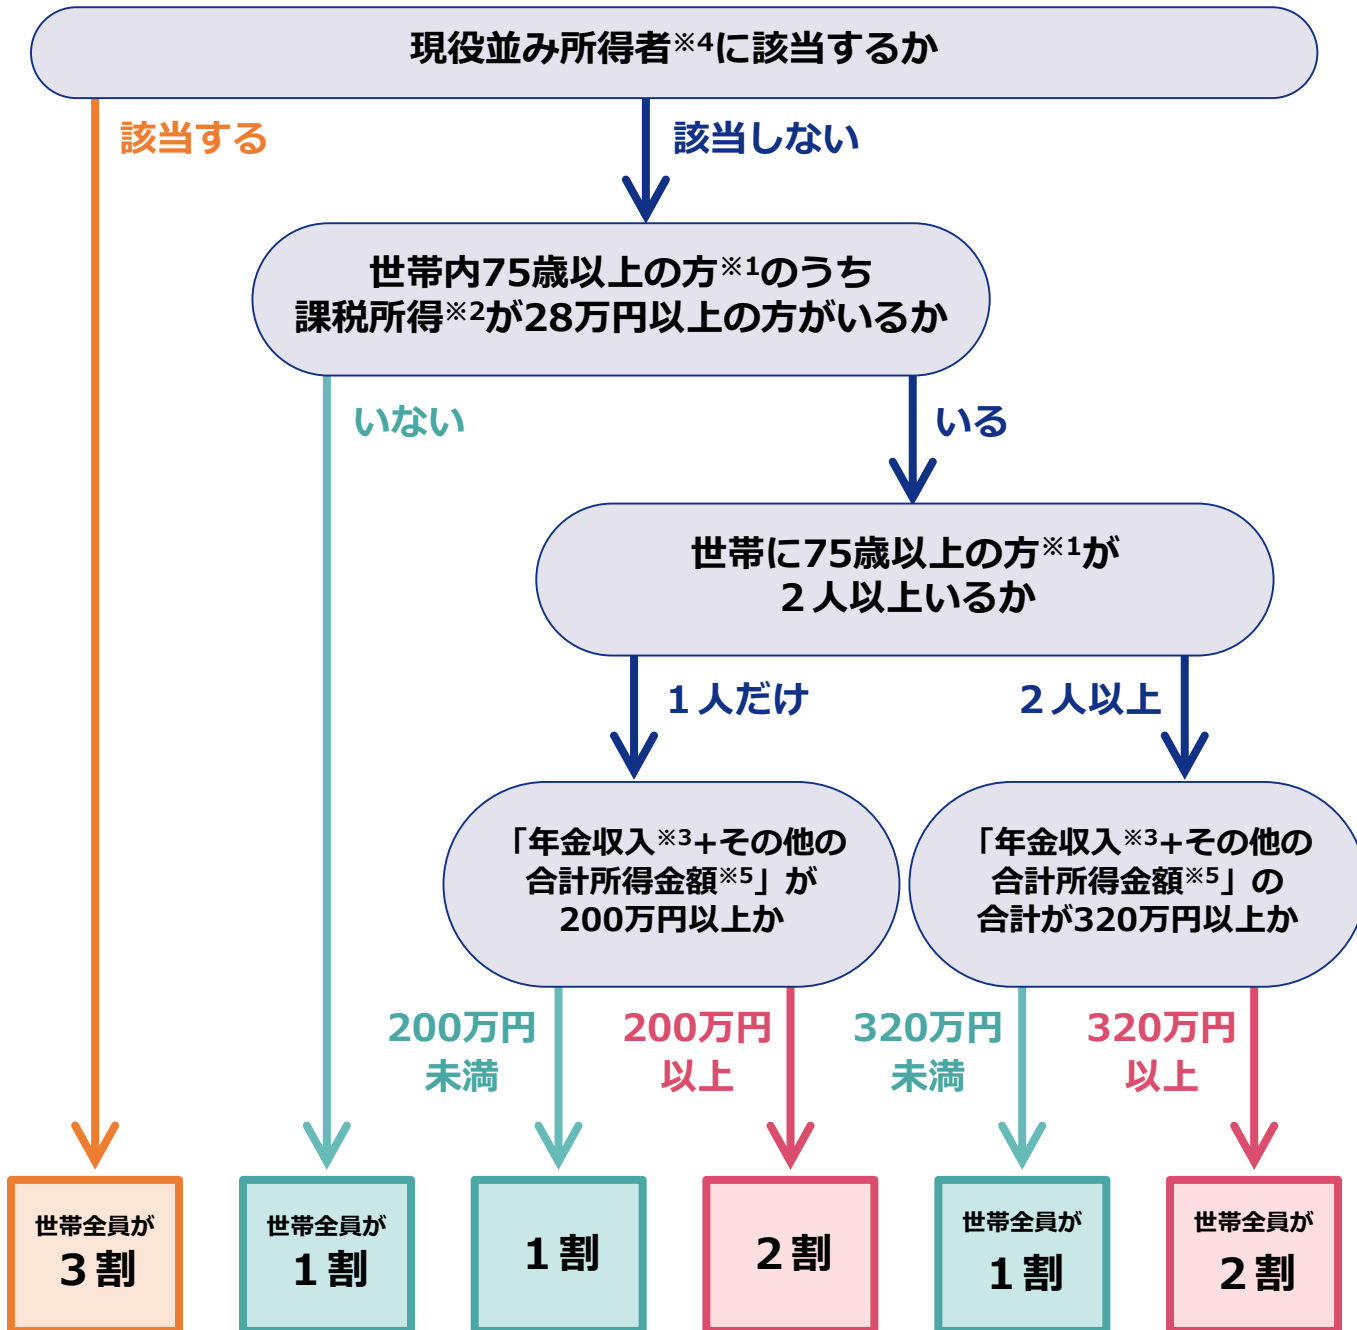 現役並み所得者※4に該当するか
該当する
該当しない
世帯内75歳以上の方※1のうち
課税所得※2が28万円以上の方がいるか
いない
いる
世帯に75歳以上の方※1が
２人以上いるか
１人だけ
２人以上
「年金収入※3+その他の
合計所得金額※5」が
200万円以上か
「年金収入※3+その他の
合計所得金額※5」の
合計が320万円以上か
200万円
未満
200万円
以上
320万円
未満
320万円
以上
世帯全員が
３割
世帯全員が
１割
１割
２割
世帯全員が
１割
世帯全員が
２割